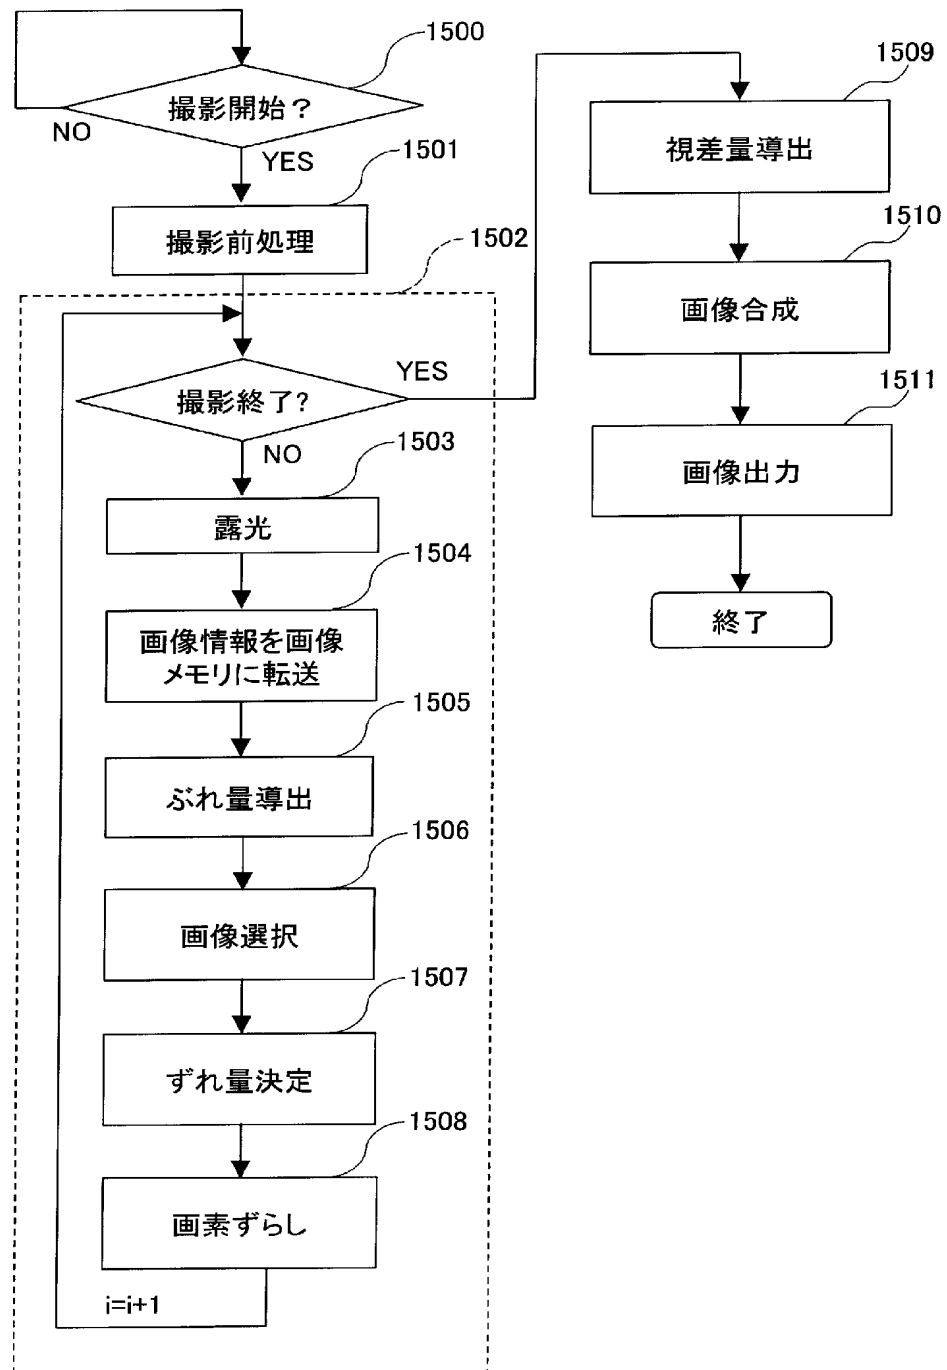 1500
撮影開始？
NO
YES
1501
撮影前処理
1502
撮影終了?
YES
NO
1503
露光
1504
画像情報を画像
メモリに転送
1505
ぶれ量導出
1506
画像選択
1507
ずれ量決定
1508
画素ずらし
i=i+1
1509
視差量導出
1510
画像合成
1511
画像出力
終了